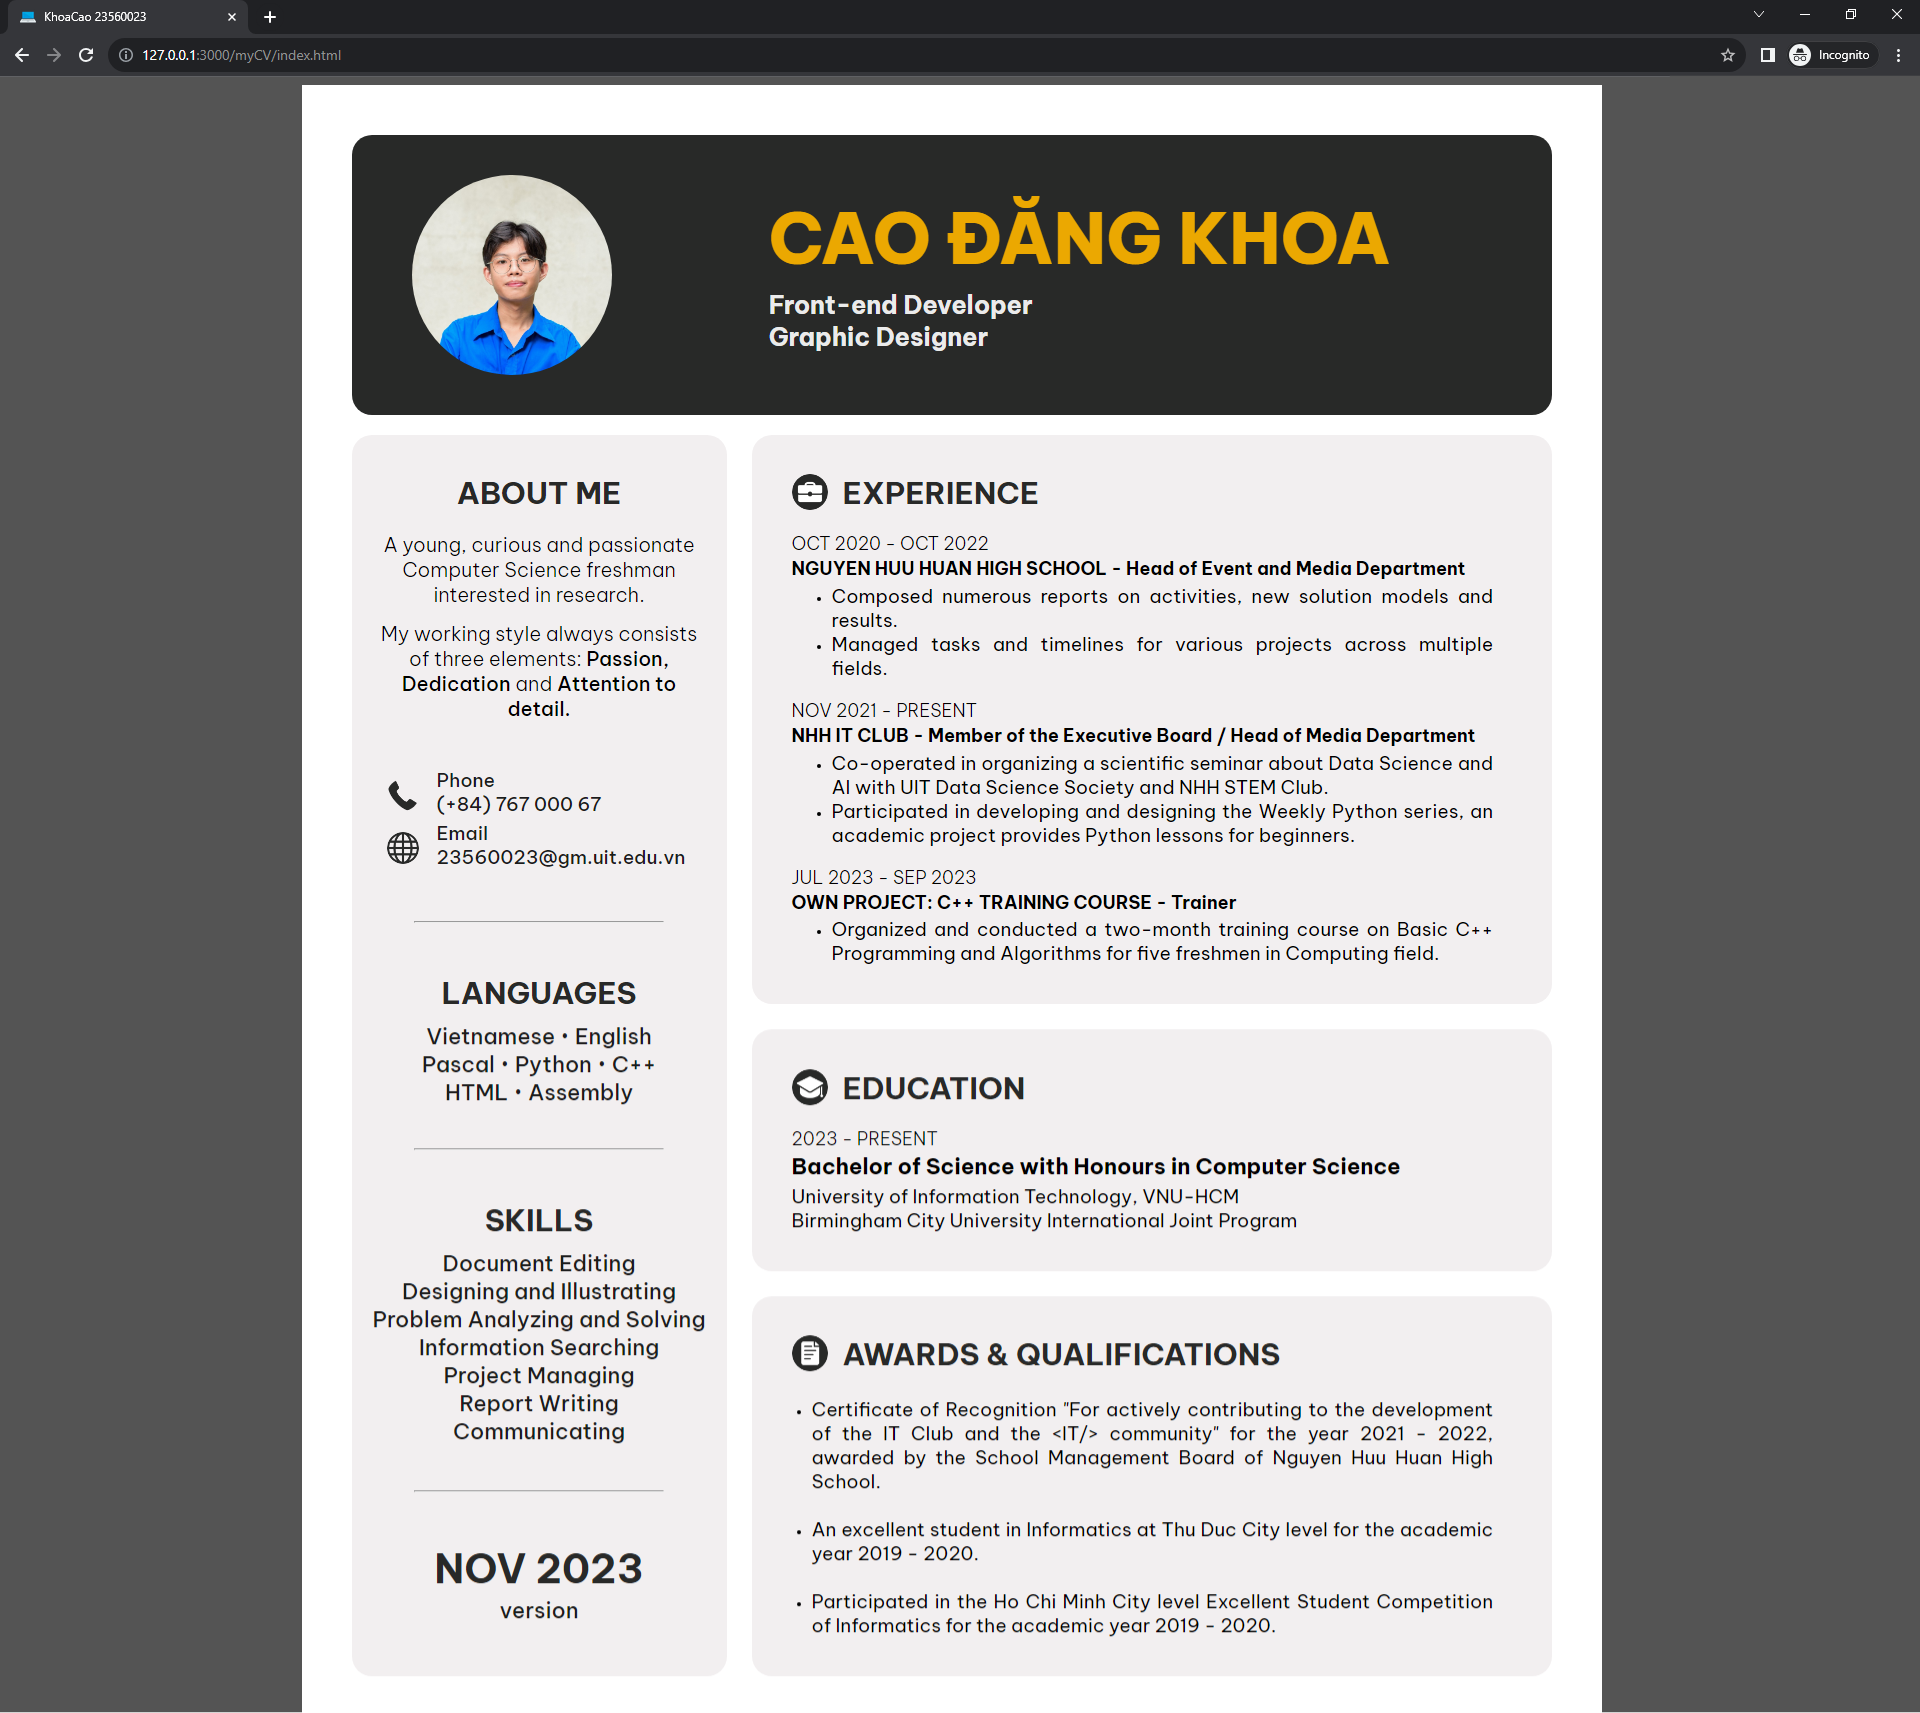 KhoaCao 23560023
127.0.0.1:3000/myCV/index.html
Incognito
CAO ĐĂNG KHOA
Front-end Developer
Graphic Designer
ABOUT ME
A young, curious and passionate
Computer Science freshman
interested in research.
My working style always consists
of three elements: Passion,
Dedication and Attention to
detail.
Phone
(+84) 767 000 67
Email
23560023@gm.uit.edu.vn
LANGUAGES
Vietnamese • English
Pascal • Python • C++
HTML • Assembly
SKILLS
Document Editing
Designing and Illustrating
Problem Analyzing and Solving
Information Searching
Project Managing
Report Writing
Communicating
NOV 2023
version
EXPERIENCE
OCT 2020 - OCT 2022
NGUYEN HUU HUAN HIGH SCHOOL - Head of Event and Media Department
• Composed numerous reports on activities, new solution models and
results.
• Managed tasks and timelines for various projects across multiple
fields.
NOV 2021 - PRESENT
NHH IT CLUB - Member of the Executive Board / Head of Media Department
• Co-operated in organizing a scientific seminar about Data Science and
AI with UIT Data Science Society and NHH STEM Club.
• Participated in developing and designing the Weekly Python series, an
academic project provides Python lessons for beginners.
JUL 2023 - SEP 2023
OWN PROJECT: C++ TRAINING COURSE - Trainer
• Organized and conducted a two-month training course on Basic C++
Programming and Algorithms for five freshmen in Computing field.
EDUCATION
2023 - PRESENT
Bachelor of Science with Honours in Computer Science
University of Information Technology, VNU-HCM
Birmingham City University International Joint Program
AWARDS & QUALIFICATIONS
• Certificate of Recognition "For actively contributing to the development
of the IT Club and the <IT/> community" for the year 2021 - 2022,
awarded by the School Management Board of Nguyen Huu Huan High
School.
• An excellent student in Informatics at Thu Duc City level for the academic
year 2019 - 2020.
• Participated in the Ho Chi Minh City level Excellent Student Competition
of Informatics for the academic year 2019 - 2020.